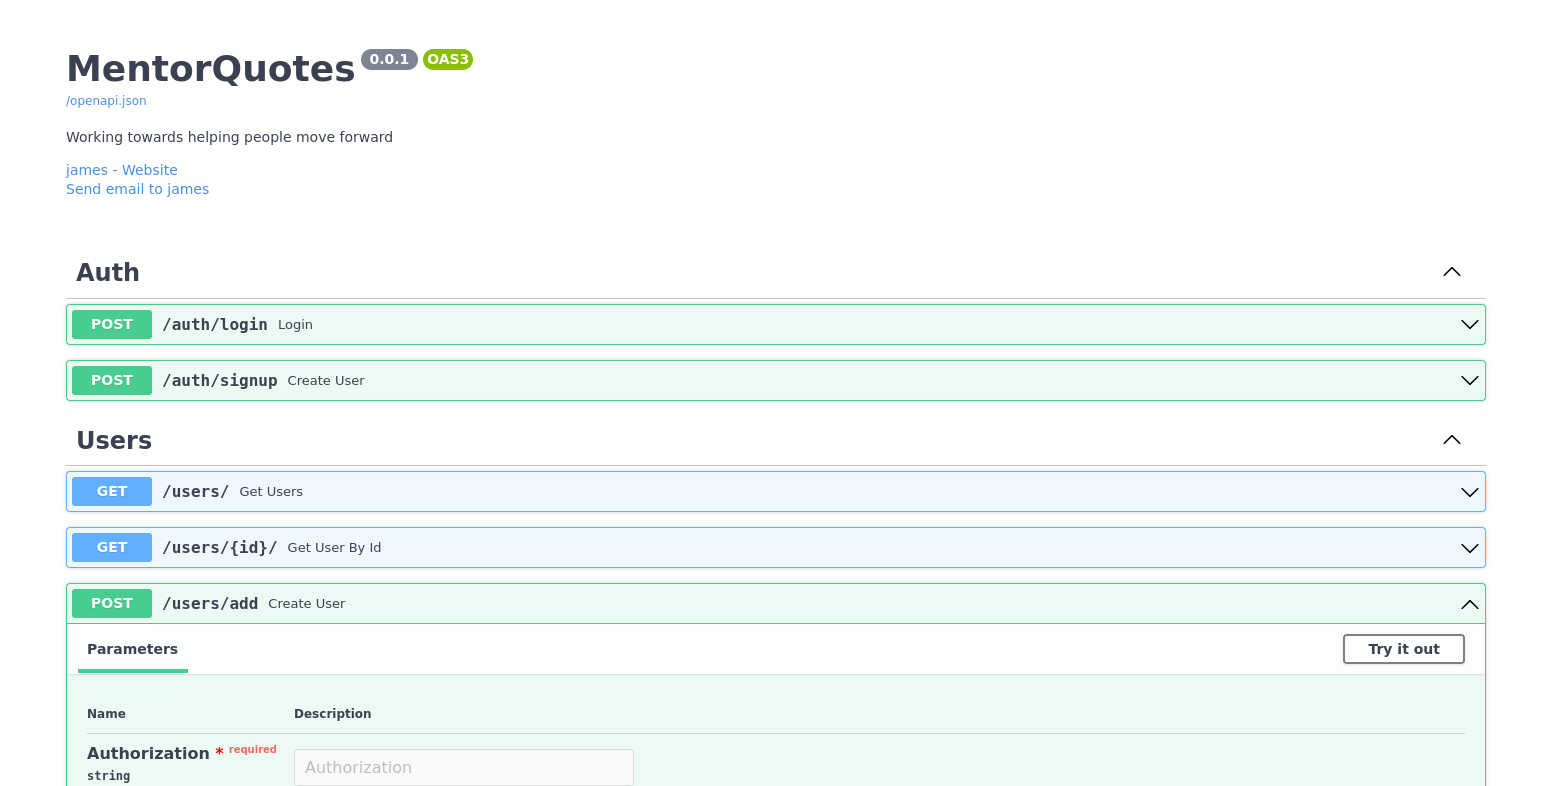 MentorQuotes 0.0.1 OAS3
/openapi.json
Working towards helping people move forward
james - Website
Send email to james
Auth
POST /auth/login Login
POST /auth/signup Create User
Users
GET /users/ Get Users
GET /users/{id}/ Get User By Id
POST /users/add Create User
Parameters Try it out
Name Description
Authorization * required
string
Authorization